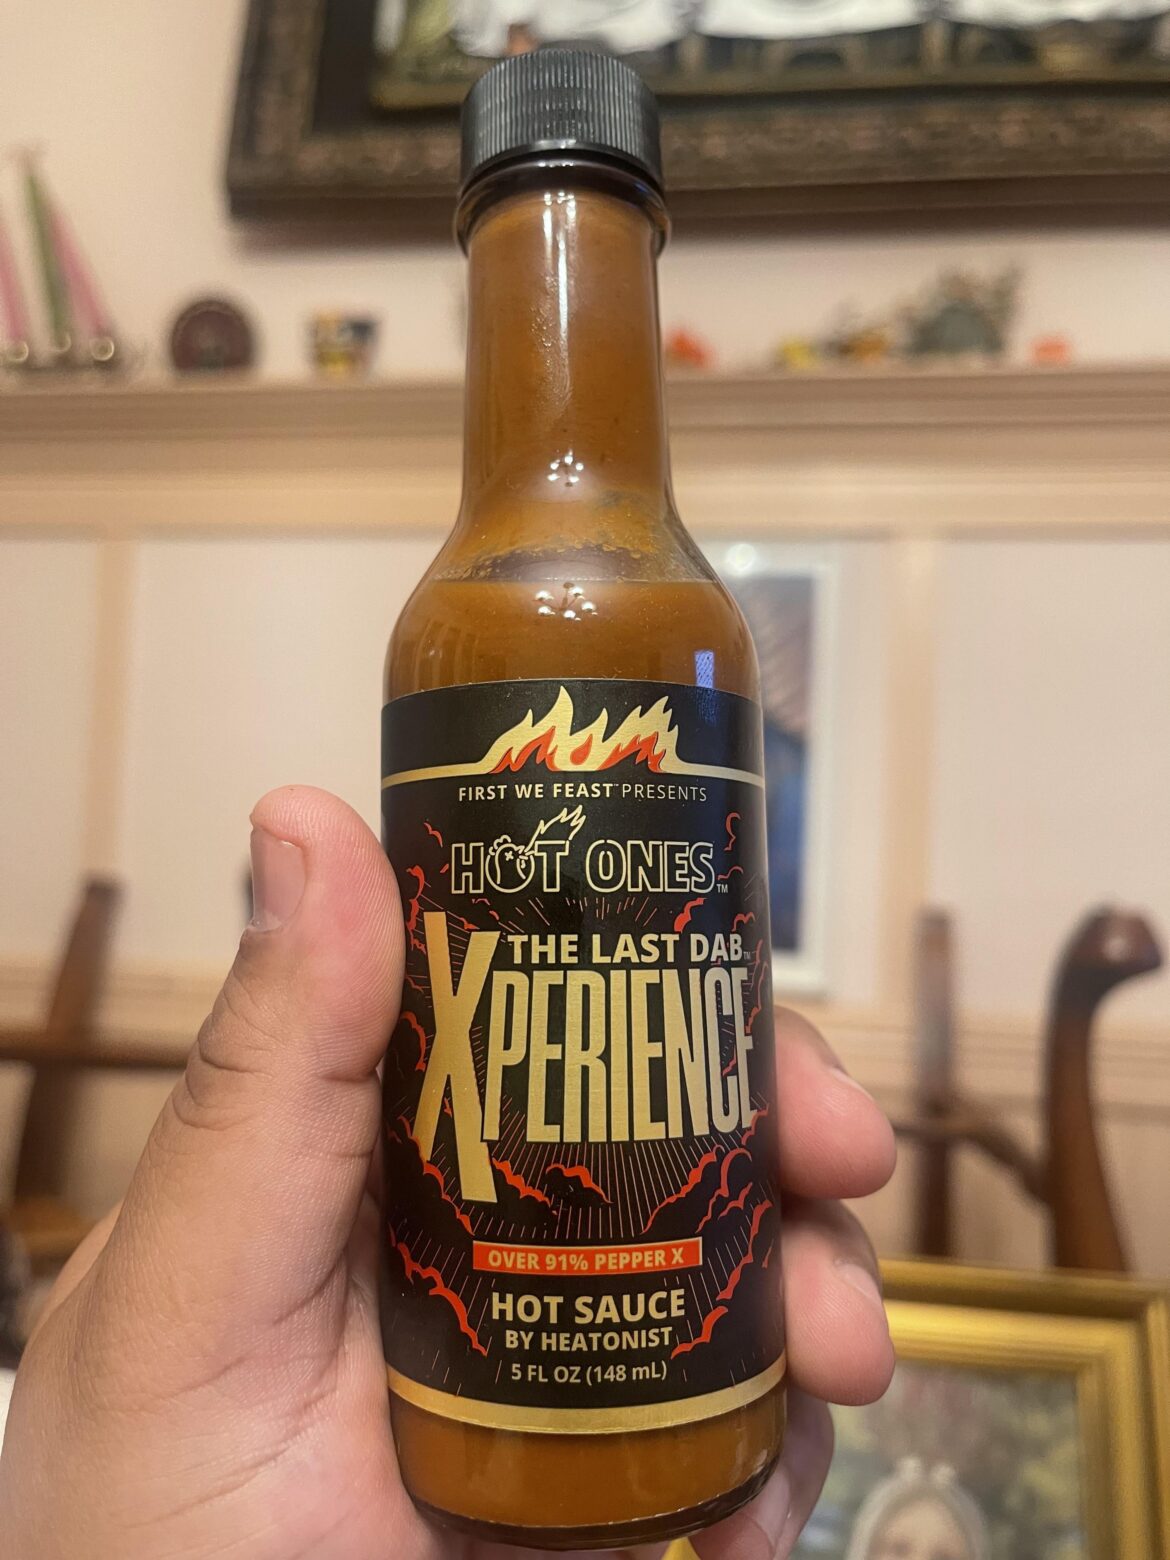 FIRST WE FEAST™ PRESENTS
HOT ONES™
THE LAST DAB™
XPERIENCE
OVER 91% PEPPER X
HOT SAUCE
BY HEATONIST
5 FL OZ (148 mL)